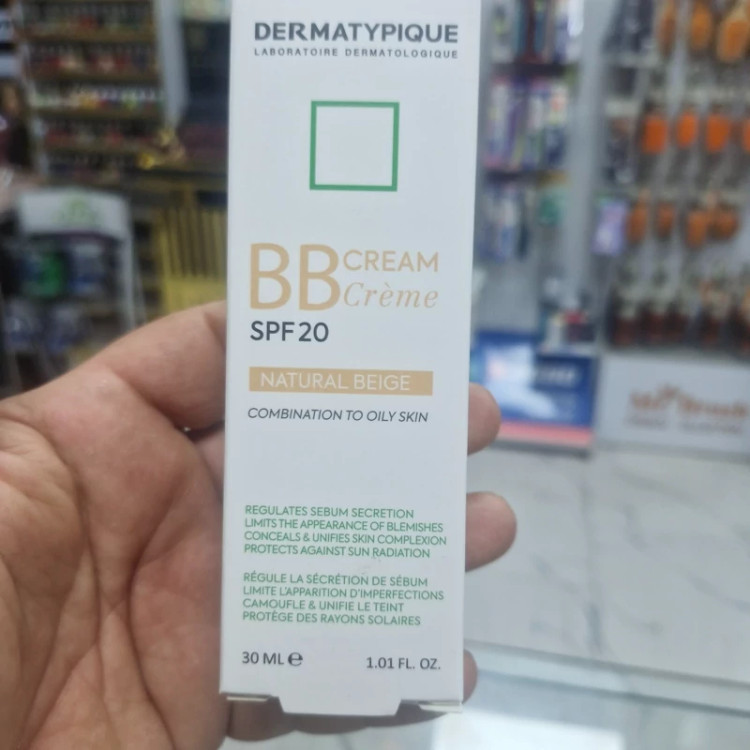 DERMATYPIQUE
LABORATOIRE DERMATOLOGIQUE
BB CREAM
Crème
SPF 20
NATURAL BEIGE
COMBINATION TO OILY SKIN
REGULATES SEBUM SECRETION
LIMITS THE APPEARANCE OF BLEMISHES
CONCEALS & UNIFIES SKIN COMPLEXION
PROTECTS AGAINST SUN RADIATION
RÉGULE LA SÉCRÉTION DE SÉBUM
LIMITE L'APPARITION D'IMPERFECTIONS
CAMOUFLE & UNIFIE LE TEINT
PROTÈGE DES RAYONS SOLAIRES
30 ML ℮ 1.01 FL. OZ.